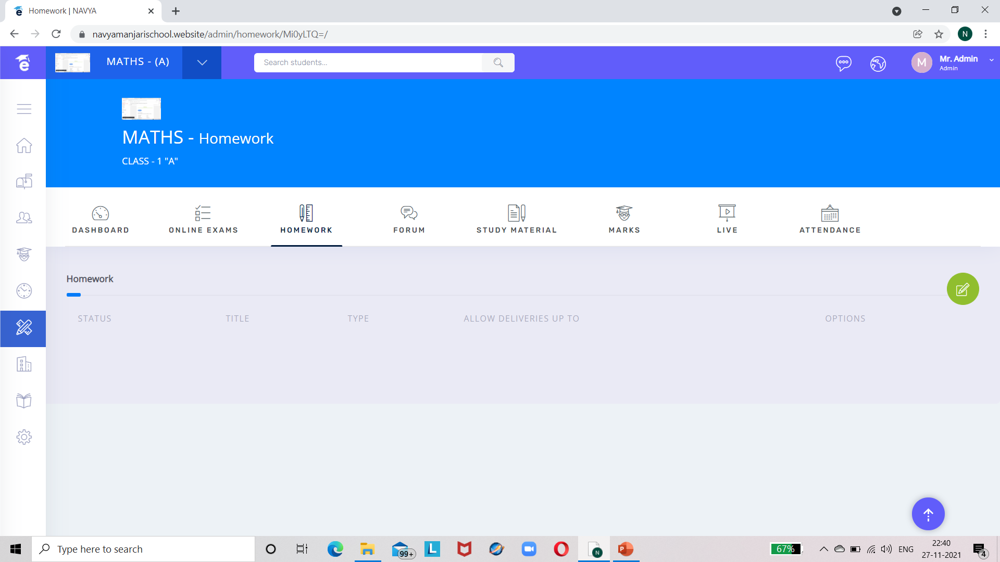 Homework | NAVYA
navyamanjarischool.website/admin/homework/Mi0yLTQ=/
N
MATHS - (A)
Search students...
M
Mr. Admin
Admin
MATHS - Homework
CLASS - 1 "A"
DASHBOARD
ONLINE EXAMS
HOMEWORK
FORUM
STUDY MATERIAL
MARKS
LIVE
ATTENDANCE
Homework
STATUS
TITLE
TYPE
ALLOW DELIVERIES UP TO
OPTIONS
Type here to search
99+
L
N
P
67%
ENG
22:40
27-11-2021
4